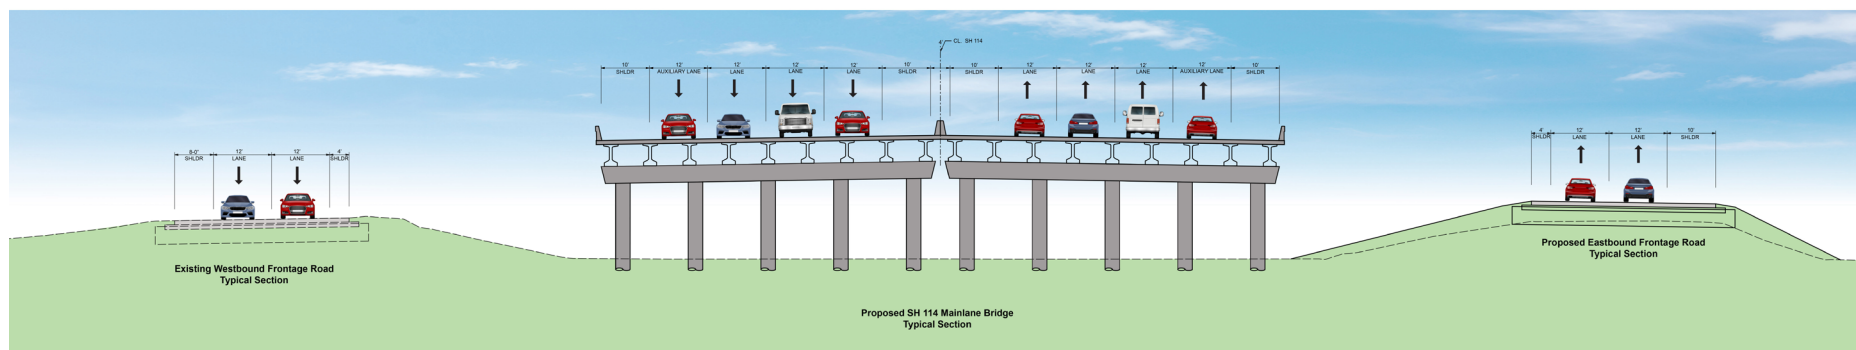 4' CL. SH 114
10' 12' 12' 12' 12' 10' 10' 12' 12' 12' 12' 10'
SHLDR AUXILIARY LANE LANE LANE LANE SHLDR SHLDR LANE LANE LANE AUXILIARY LANE SHLDR
8-0" 12' 12' 4'
SHLDR LANE LANE SHLDR
4' 12' 12' 10'
SHLDR LANE LANE SHLDR
Existing Westbound Frontage Road
Typical Section
Proposed SH 114 Mainlane Bridge
Typical Section
Proposed Eastbound Frontage Road
Typical Section